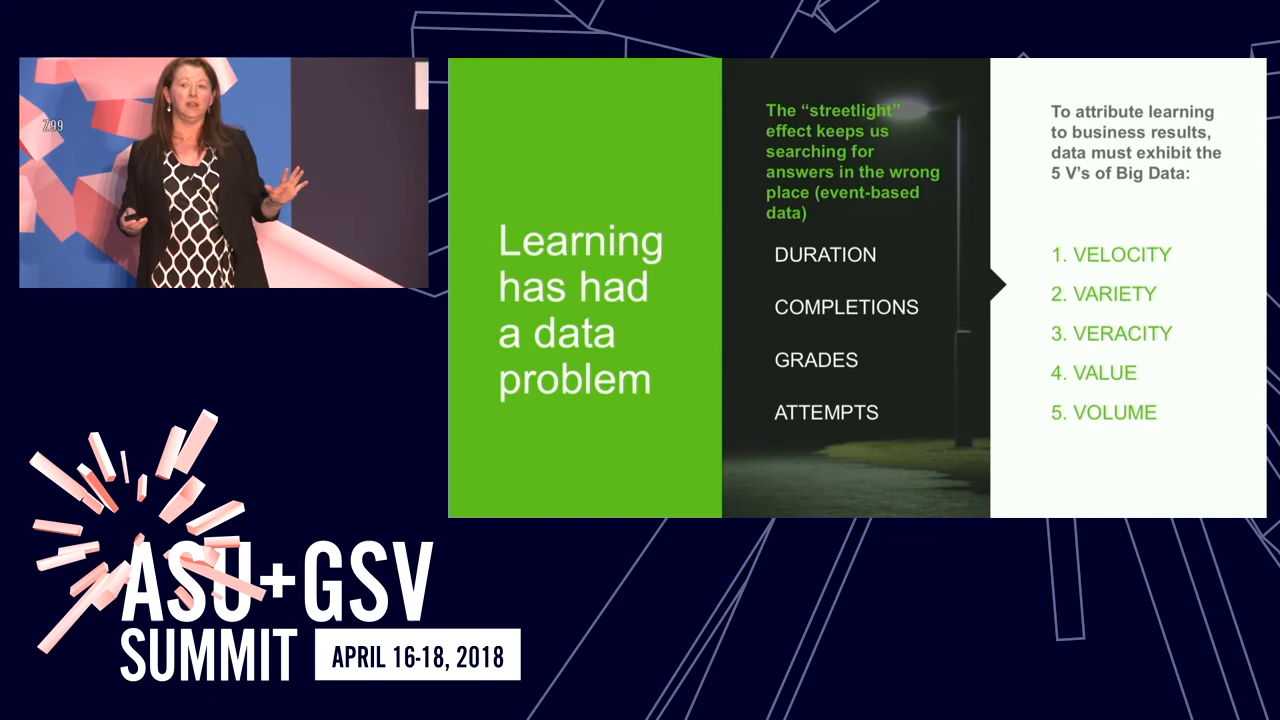 Z99
Learning
has had
a data
problem
The “streetlight”
effect keeps us
searching for
answers in the wrong
place (event-based
data)
DURATION
COMPLETIONS
GRADES
ATTEMPTS
To attribute learning
to business results,
data must exhibit the
5 V's of Big Data:
1. VELOCITY
2. VARIETY
3. VERACITY
4. VALUE
5. VOLUME
ASU+GSV
SUMMIT
APRIL 16-18, 2018